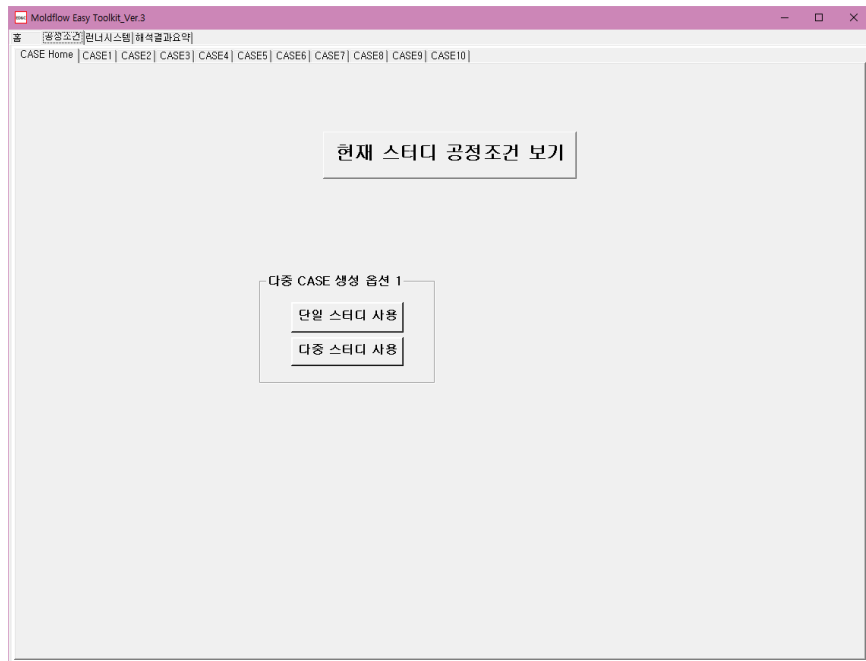 Moldflow Easy Toolkit_Ver.3
홈 공정조건 런너시스템 해석결과요약
CASE Home CASE1 CASE2 CASE3 CASE4 CASE5 CASE6 CASE7 CASE8 CASE9 CASE10
현재 스터디 공정조건 보기
다중 CASE 생성 옵션 1
단일 스터디 사용
다중 스터디 사용